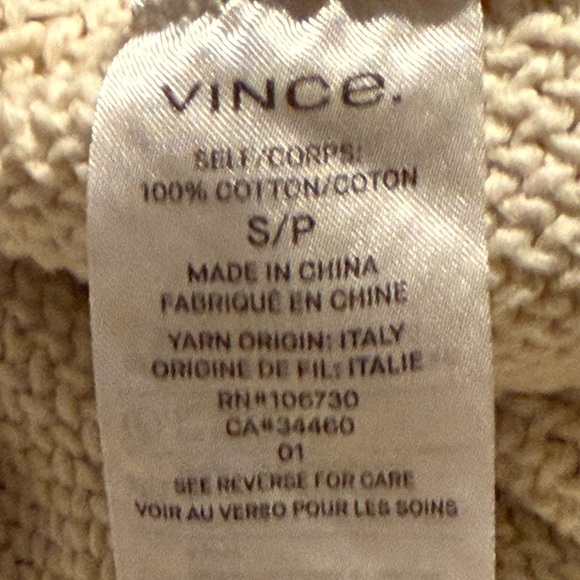 VINCe.
SELF/CORPS:
100% COTTON/COTON
S/P
MADE IN CHINA
FABRIQUÉ EN CHINE
YARN ORIGIN: ITALY
ORIGINE DE FIL: ITALIE
RN#106730
CA#34460
01
SEE REVERSE FOR CARE
VOIR AU VERSO POUR LES SOINS